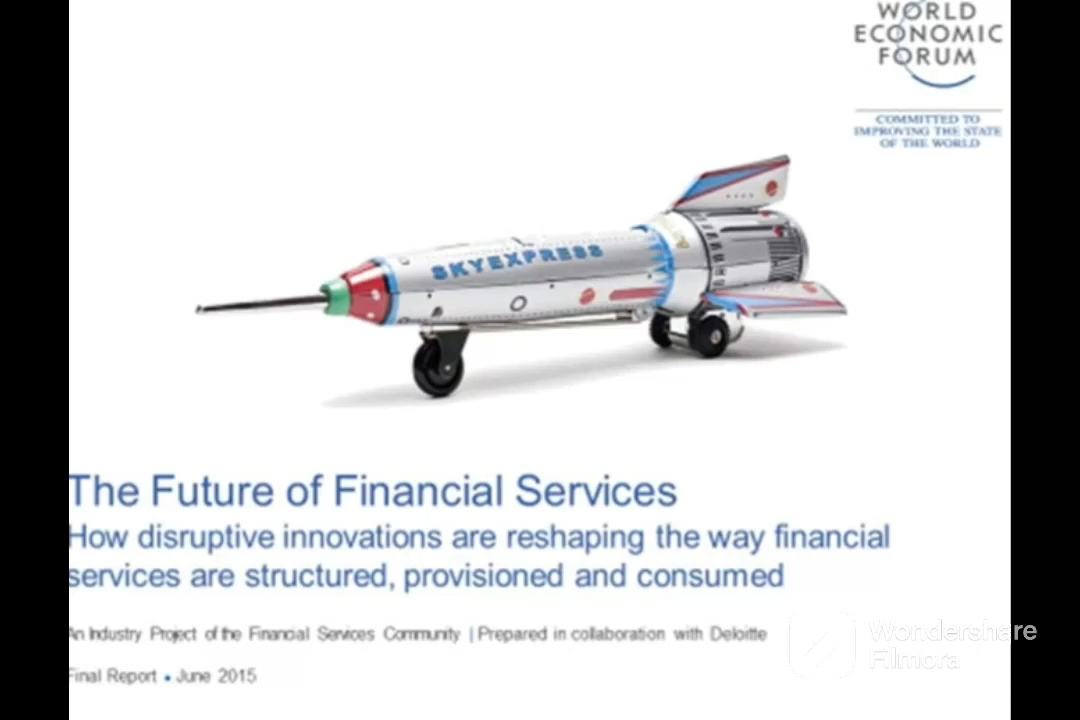 WORLD
ECONOMIC
FORUM
COMMITTED TO
IMPROVING THE STATE
OF THE WORLD
SKYEXPRESS
The Future of Financial Services
How disruptive innovations are reshaping the way financial
services are structured, provisioned and consumed
An Industry Project of the Financial Services Community | Prepared in collaboration with Deloitte
Final Report • June 2015
Wondershare
Filmora